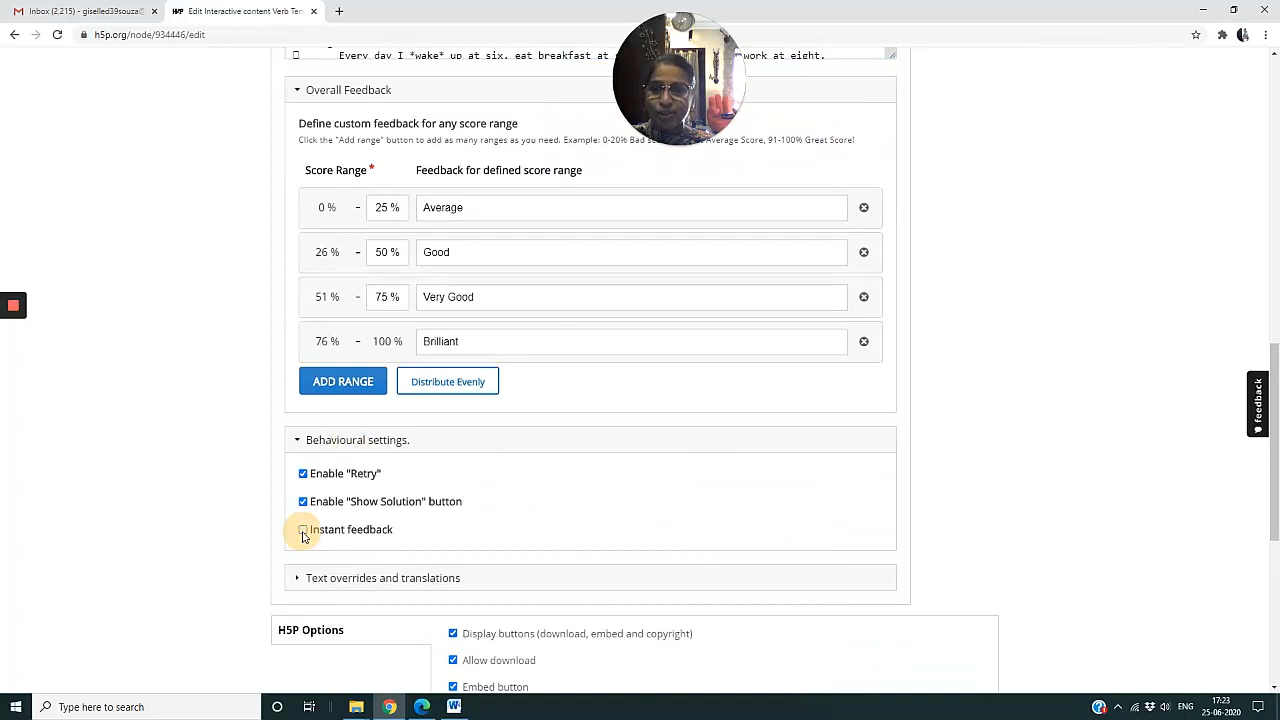 Inbox (2,215) - giselled3souza@c
H5P Edit Interactive content Verb Ten
h5p.org/node/934446/edit
Every day I *wake* up at six, eat breakfast at work at eight.
Overall Feedback
Define custom feedback for any score range
Click the "Add range" button to add as many ranges as you need. Example: 0-20% Bad Average Score, 91-100% Great Score!
Score Range* Feedback for defined score range
0 % - 25 % Average
26 % - 50 % Good
51 % - 75 % Very Good
76 % - 100 % Brilliant
ADD RANGE Distribute Evenly
feedback
Behavioural settings.
Enable "Retry"
Enable "Show Solution" button
Instant feedback
Text overrides and translations
H5P Options
Display buttons (download, embed and copyright)
Allow download
Embed button
Type here to search
ENG
17:23
25-06-2020